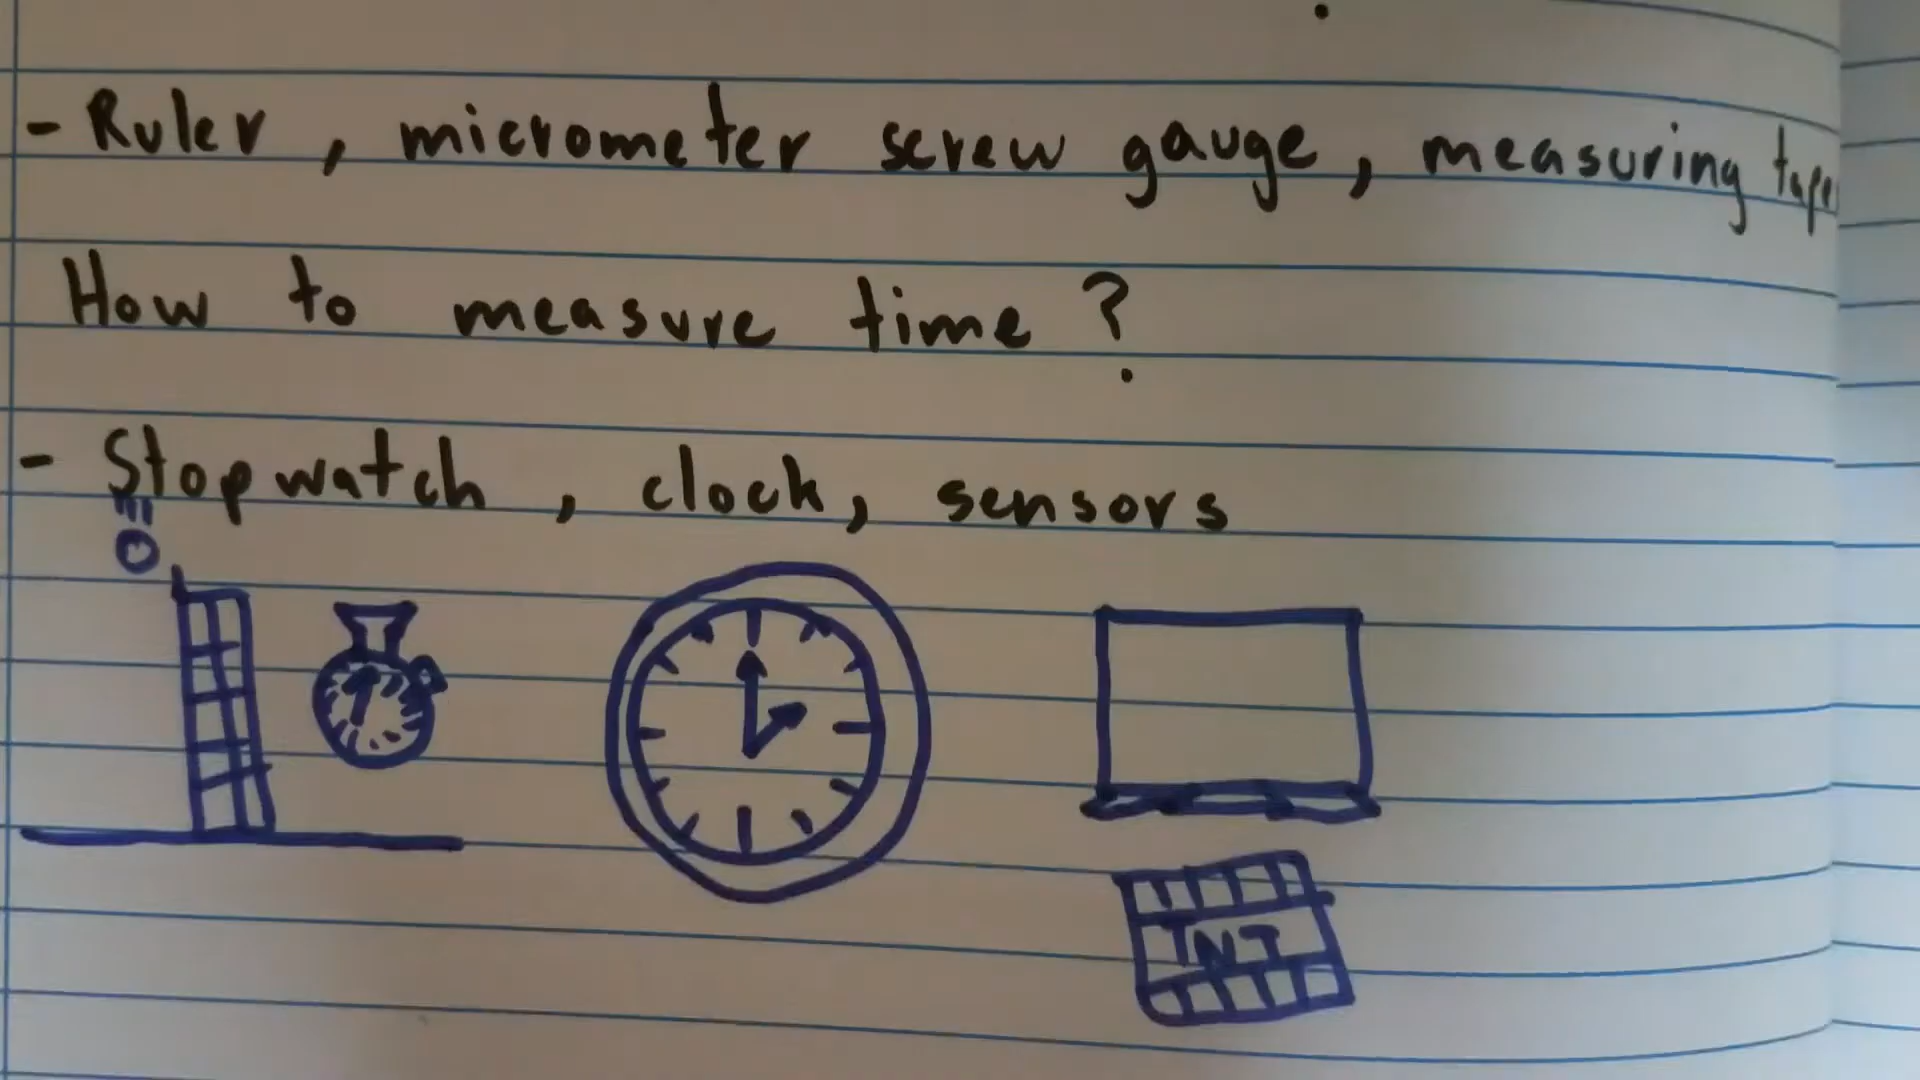 - Ruler, micrometer screw gauge, measuring tape
How to measure time?
- Stopwatch, clock, sensors
TNT